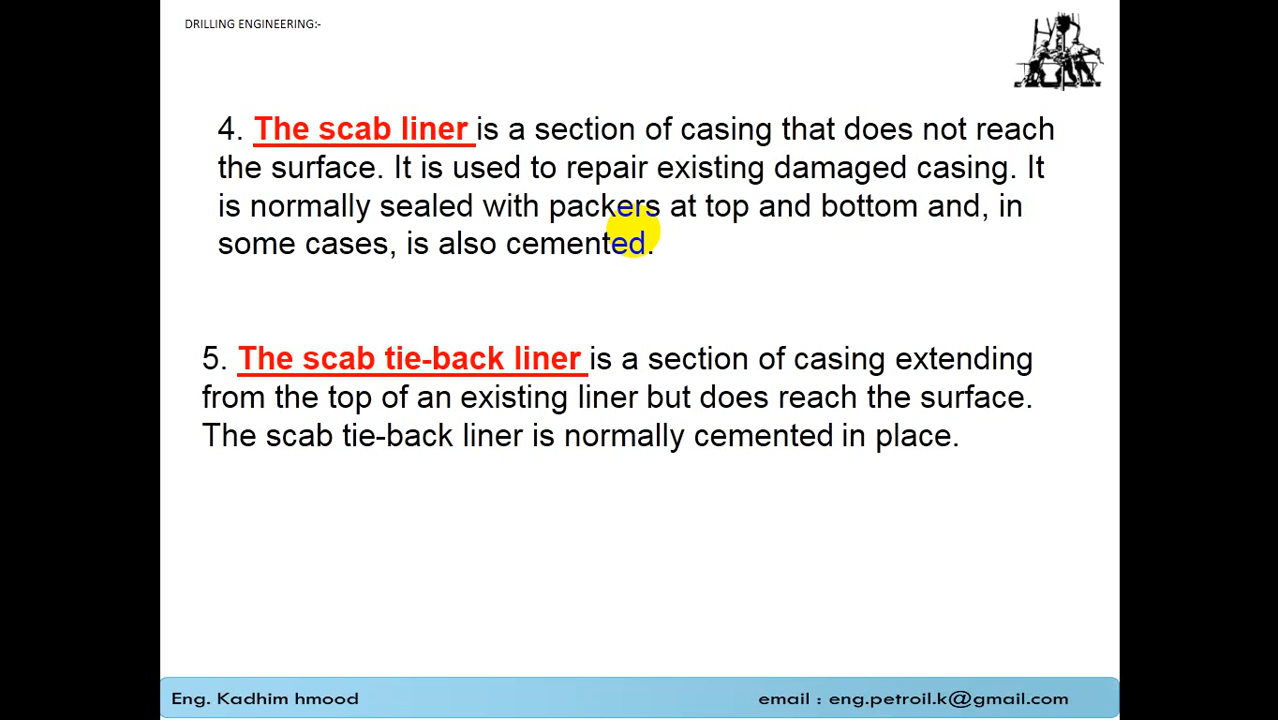 DRILLING ENGINEERING:-
4. The scab liner is a section of casing that does not reach
the surface. It is used to repair existing damaged casing. It
is normally sealed with packers at top and bottom and, in
some cases, is also cemented.
5. The scab tie-back liner is a section of casing extending
from the top of an existing liner but does reach the surface.
The scab tie-back liner is normally cemented in place.
Eng. Kadhim hmood
email : eng.petroil.k@gmail.com